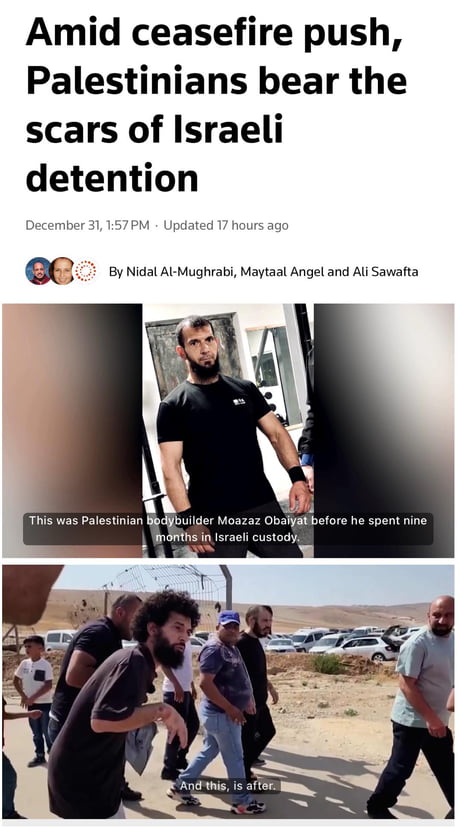 Amid ceasefire push,
Palestinians bear the
scars of Israeli
detention
December 31, 1:57 PM · Updated 17 hours ago
By Nidal Al-Mughrabi, Maytaal Angel and Ali Sawafta
This was Palestinian bodybuilder Moazaz Obaiyat before he spent nine
months in Israeli custody.
And this, is after.